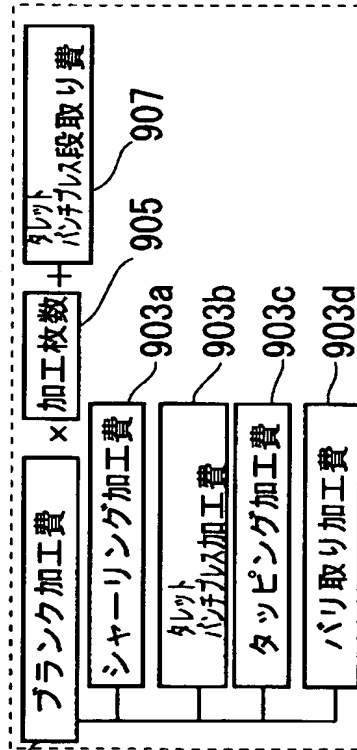 ブランク加工費
×
加工枚数
+
タレット
パンチプレス段取り費
905
907
シャーリング加工費
903a
タレット
パンチプレス加工費
903b
タッピング加工費
903c
バリ取り加工費
903d